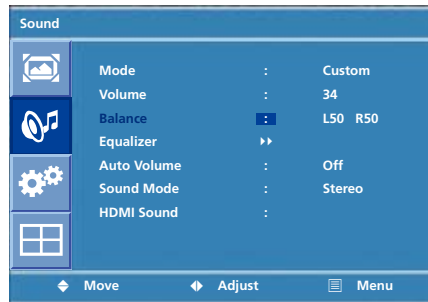 Sound
Mode : Custom
Volume : 34
Balance : L50 R50
Equalizer
Auto Volume : Off
Sound Mode : Stereo
HDMI Sound :
Move Adjust Menu